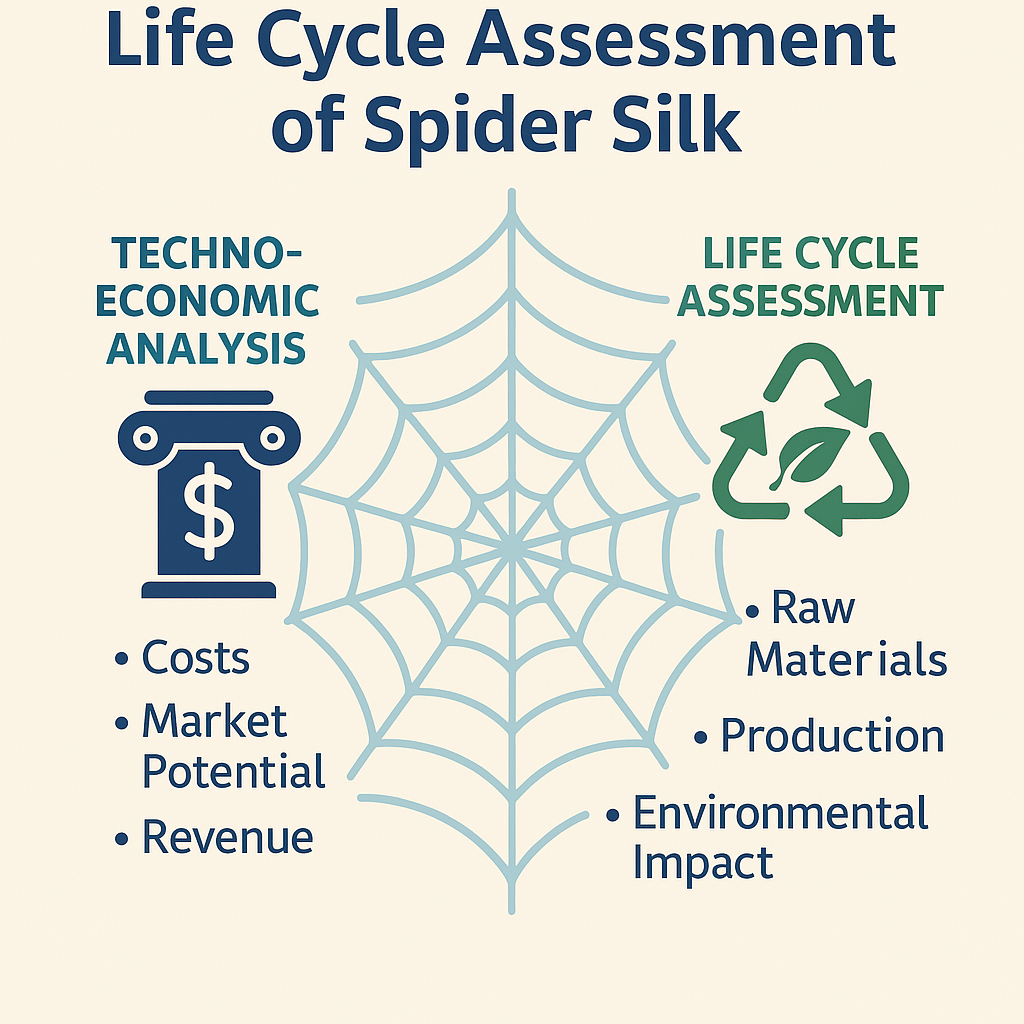 Life Cycle Assessment
of Spider Silk
TECHNO-
ECONOMIC
ANALYSIS
$
• Costs
• Market
Potential
• Revenue
LIFE CYCLE
ASSESSMENT
• Raw
Materials
• Production
• Environmental
Impact